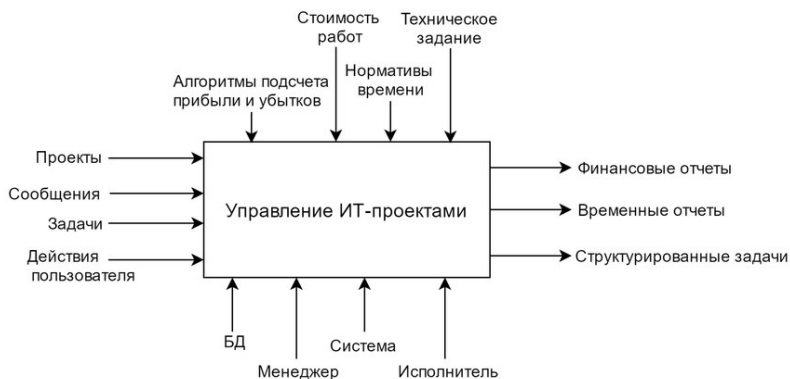 Стоимость
работ
Техническое
задание
Алгоритмы подсчета
прибыли и убытков
Нормативы
времени
Проекты
Сообщения
Задачи
Действия
пользователя
Управление ИТ-проектами
Финансовые отчеты
Временные отчеты
Структурированные задачи
БД
Менеджер
Система
Исполнитель